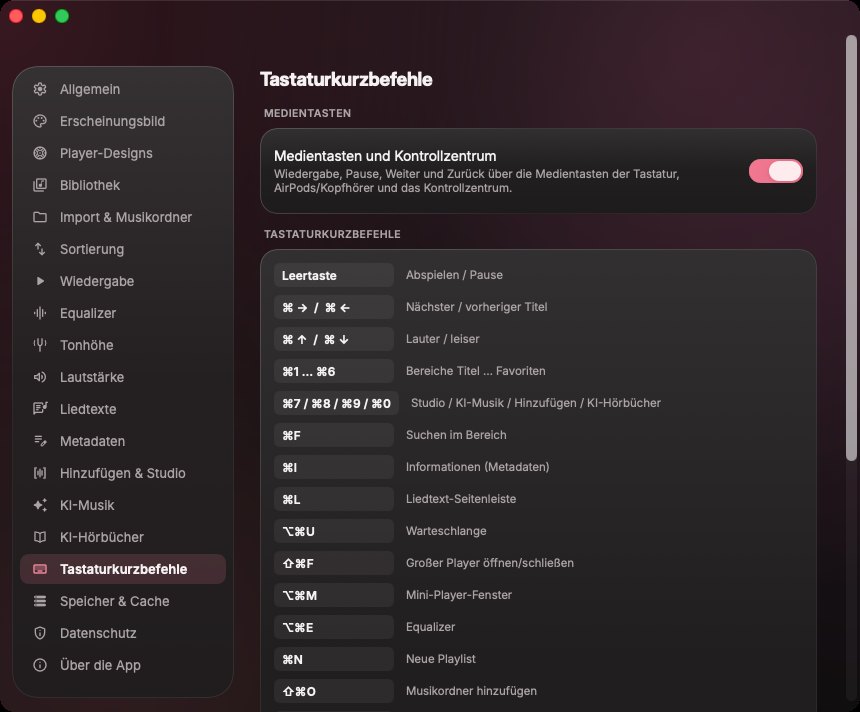 Allgemein
Erscheinungsbild
Player-Designs
Bibliothek
Import & Musikordner
Sortierung
Wiedergabe
Equalizer
Tonhöhe
Lautstärke
Liedtexte
Metadaten
Hinzufügen & Studio
KI-Musik
KI-Hörbücher
Tastaturkurzbefehle
Speicher & Cache
Datenschutz
Über die App
Tastaturkurzbefehle
MEDIENTASTEN
Medientasten und Kontrollzentrum
Wiedergabe, Pause, Weiter und Zurück über die Medientasten der Tastatur,
AirPods/Kopfhörer und das Kontrollzentrum.
TASTATURKURZBEFEHLE
Leertaste Abspielen / Pause
⌘ → / ⌘ ← Nächster / vorheriger Titel
⌘ ↑ / ⌘ ↓ Lauter / leiser
⌘1 … ⌘6 Bereiche Titel … Favoriten
⌘7 / ⌘8 / ⌘9 / ⌘0 Studio / KI-Musik / Hinzufügen / KI-Hörbücher
⌘F Suchen im Bereich
⌘I Informationen (Metadaten)
⌘L Liedtext-Seitenleiste
⌥⌘U Warteschlange
⇧⌘F Großer Player öffnen/schließen
⌥⌘M Mini-Player-Fenster
⌥⌘E Equalizer
⌘N Neue Playlist
⇧⌘O Musikordner hinzufügen